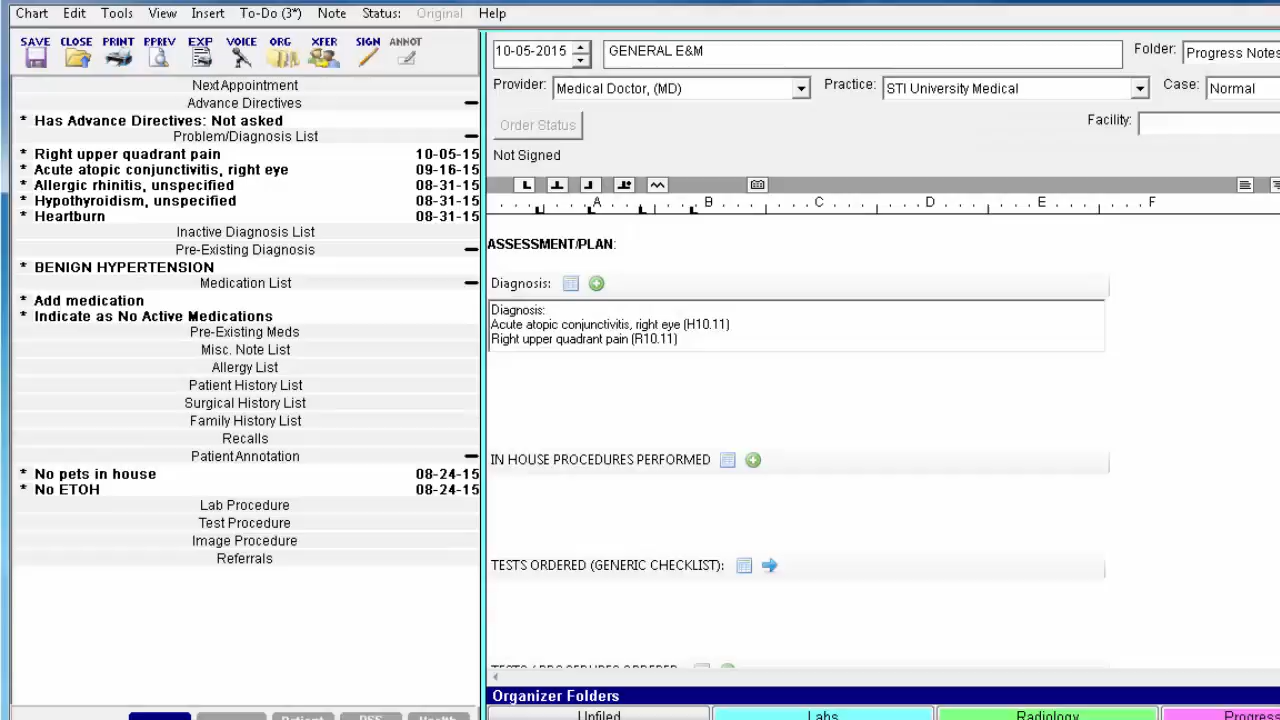 Chart Edit Tools View Insert To-Do (3*) Note Status: Original Help
SAVE CLOSE PRINT PPREV EXP VOICE ORG XFER SIGN ANNOT
Next Appointment
Advance Directives
* Has Advance Directives: Not asked
Problem/Diagnosis List
* Right upper quadrant pain 10-05-15
* Acute atopic conjunctivitis, right eye 09-16-15
* Allergic rhinitis, unspecified 08-31-15
* Hypothyroidism, unspecified 08-31-15
* Heartburn 08-31-15
Inactive Diagnosis List
Pre-Existing Diagnosis
* BENIGN HYPERTENSION
Medication List
* Add medication
* Indicate as No Active Medications
Pre-Existing Meds
Misc. Note List
Allergy List
Patient History List
Surgical History List
Family History List
Recalls
Patient Annotation
* No pets in house 08-24-15
* No ETOH 08-24-15
Lab Procedure
Test Procedure
Image Procedure
Referrals
10-05-2015 GENERAL E&M Folder: Progress Notes
Provider: Medical Doctor, (MD) Practice: STI University Medical Case: Normal
Order Status Facility:
Not Signed
A B C D E F
ASSESSMENT/PLAN:
Diagnosis:
Diagnosis:
Acute atopic conjunctivitis, right eye (H10.11)
Right upper quadrant pain (R10.11)
IN HOUSE PROCEDURES PERFORMED
TESTS ORDERED (GENERIC CHECKLIST):
TESTS / PROCEDURES ORDERED
Organizer Folders
Unfiled Labs Radiology Progress
Patient Health